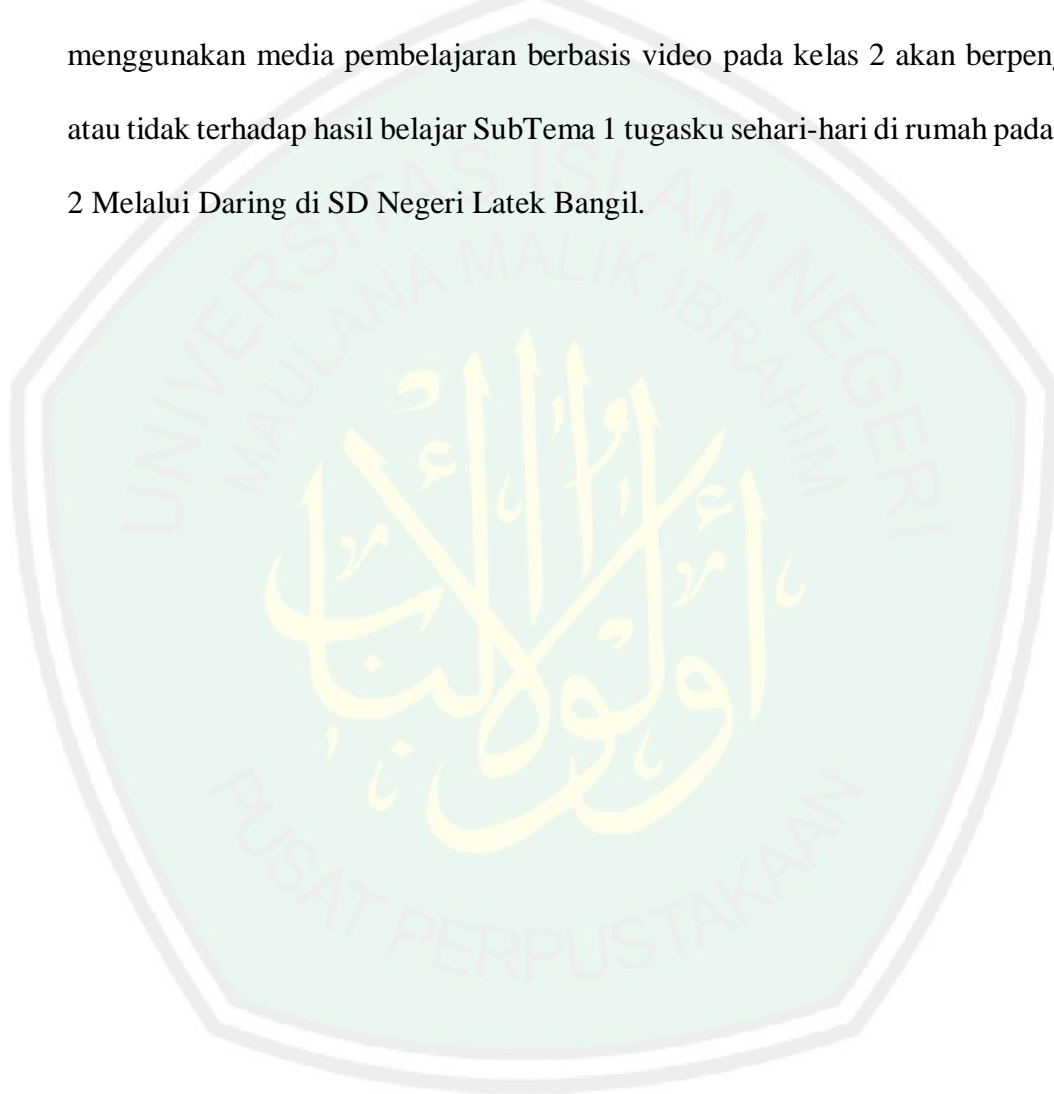 menggunakan media pembelajaran berbasis video pada kelas 2 akan berpeng
atau tidak terhadap hasil belajar SubTema 1 tugasku sehari-hari di rumah pada
2 Melalui Daring di SD Negeri Latek Bangil.
UNIVERSITAS ISLAM NEGERI
MAULANA MALIK IBRAHIM
أولوا الألباب
PUSAT PERPUSTAKAAN